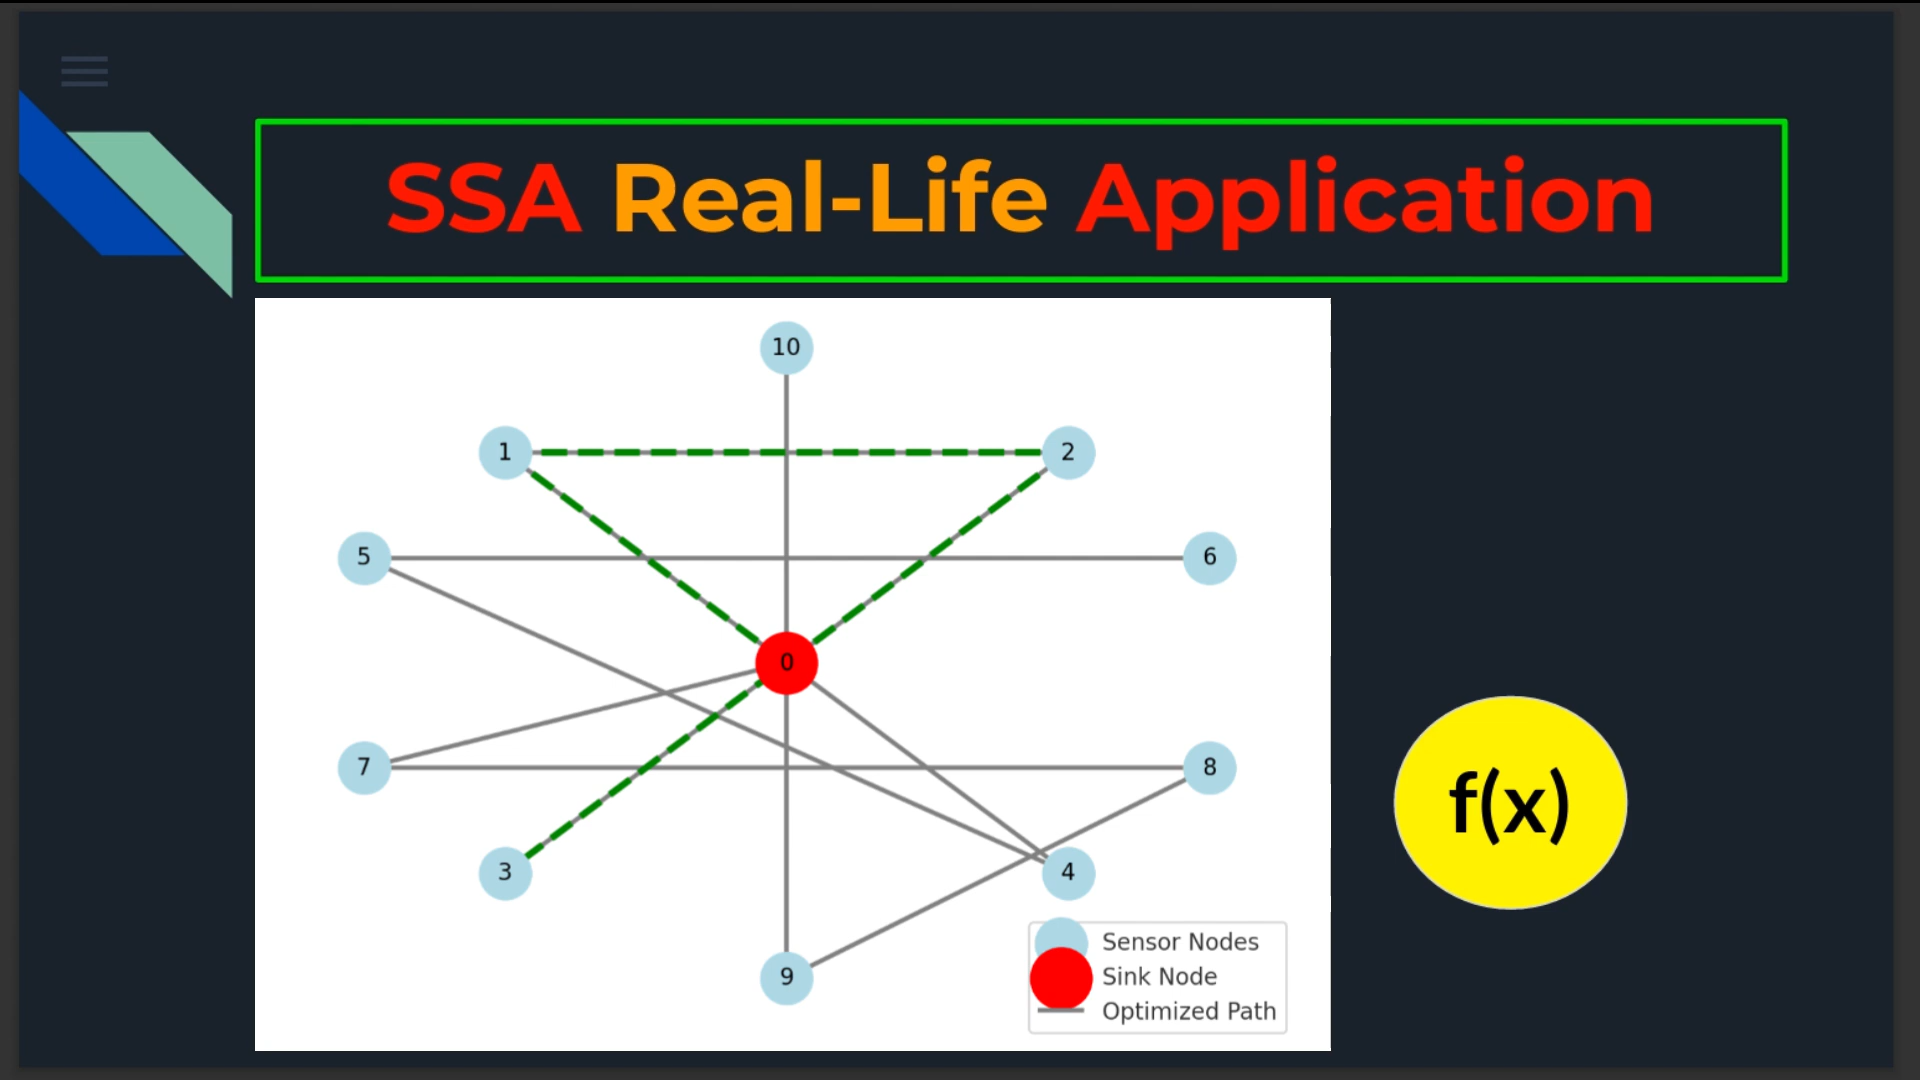 SSA Real-Life Application
10
1
2
5
6
0
7
8
3
4
9
Sensor Nodes
Sink Node
Optimized Path
f(x)